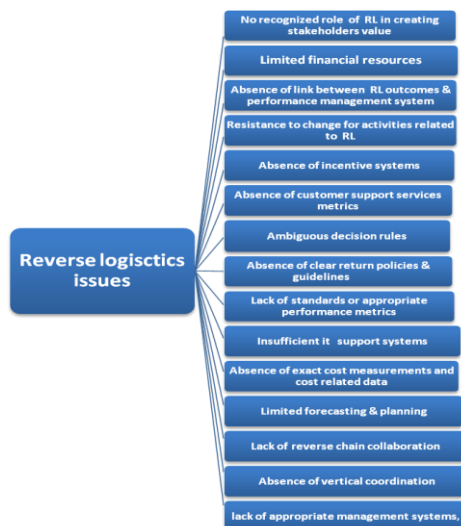 No recognized role of RL in creating
stakeholders value
Limited financial resources
Absence of link between RL outcomes &
performance management system
Resistance to change for activities related
to RL
Absence of incentive systems
Absence of customer support services
metrics
Ambiguous decision rules
Reverse logisctics
issues
Absence of clear return policies &
guidelines
Lack of standards or appropriate
performance metrics
Insufficient it support systems
Absence of exact cost measurements and
cost related data
Limited forecasting & planning
Lack of reverse chain collaboration
Absence of vertical coordination
lack of appropriate management systems,